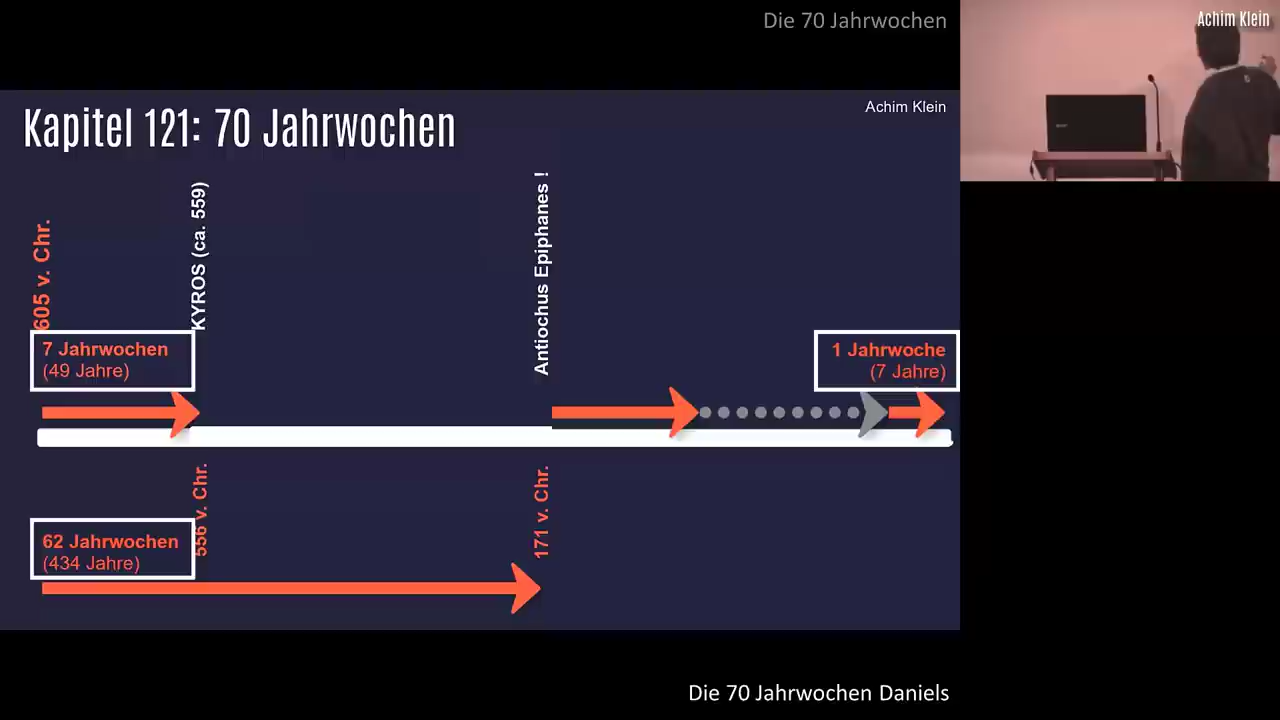 Die 70 Jahrwochen
Achim Klein
Kapitel 121: 70 Jahrwochen
Achim Klein
605 v. Chr.
KYROS (ca. 559)
Antiochus Epiphanes !
7 Jahrwochen
(49 Jahre)
1 Jahrwoche
(7 Jahre)
556 v. Chr.
171 v. Chr.
62 Jahrwochen
(434 Jahre)
Die 70 Jahrwochen Daniels